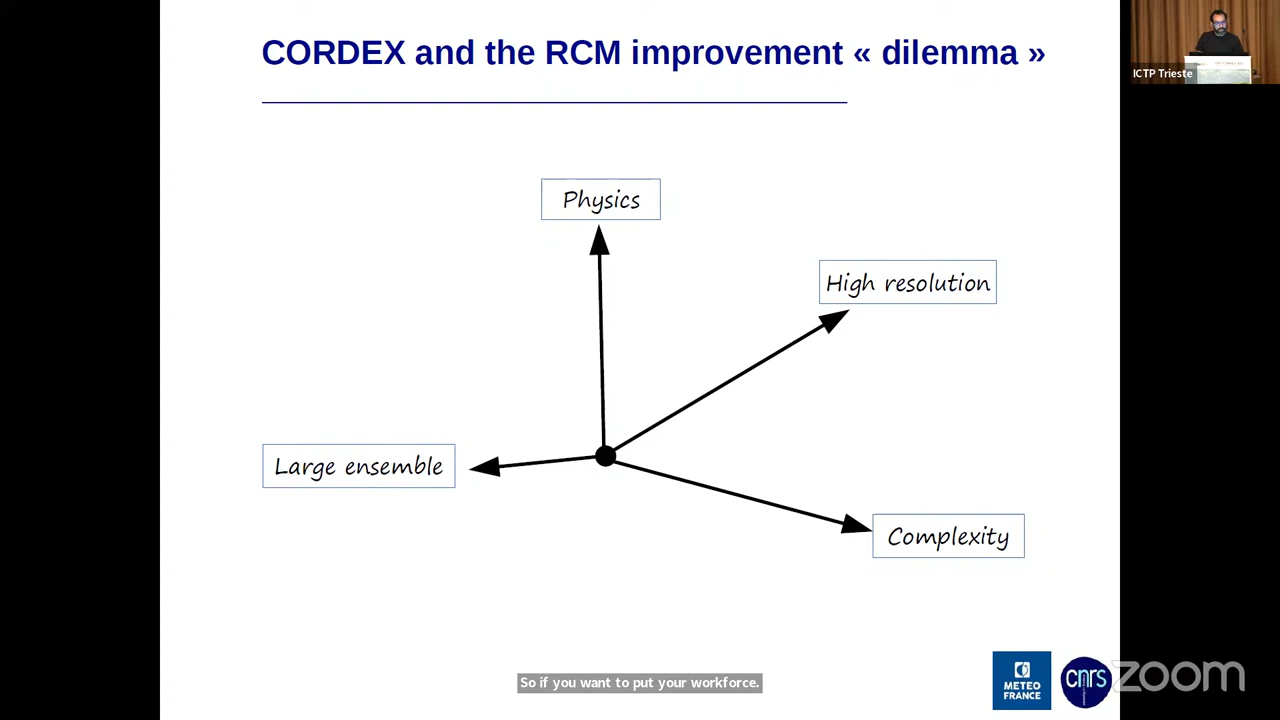 CORDEX and the RCM improvement « dilemma »
ICTP Trieste
Physics
High resolution
Large ensemble
Complexity
So if you want to put your workforce.
METEO
FRANCE
cnrs
zoom